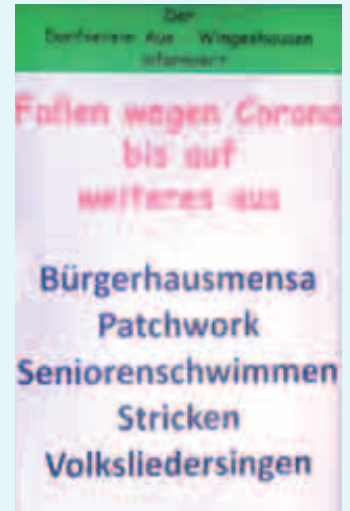 Der
Dorfverein Aue - Wingeshausen
informiert
Fallen wegen Corona
bis auf
weiteres aus
Bürgerhausmensa
Patchwork
Seniorenschwimmen
Stricken
Volksliedersingen